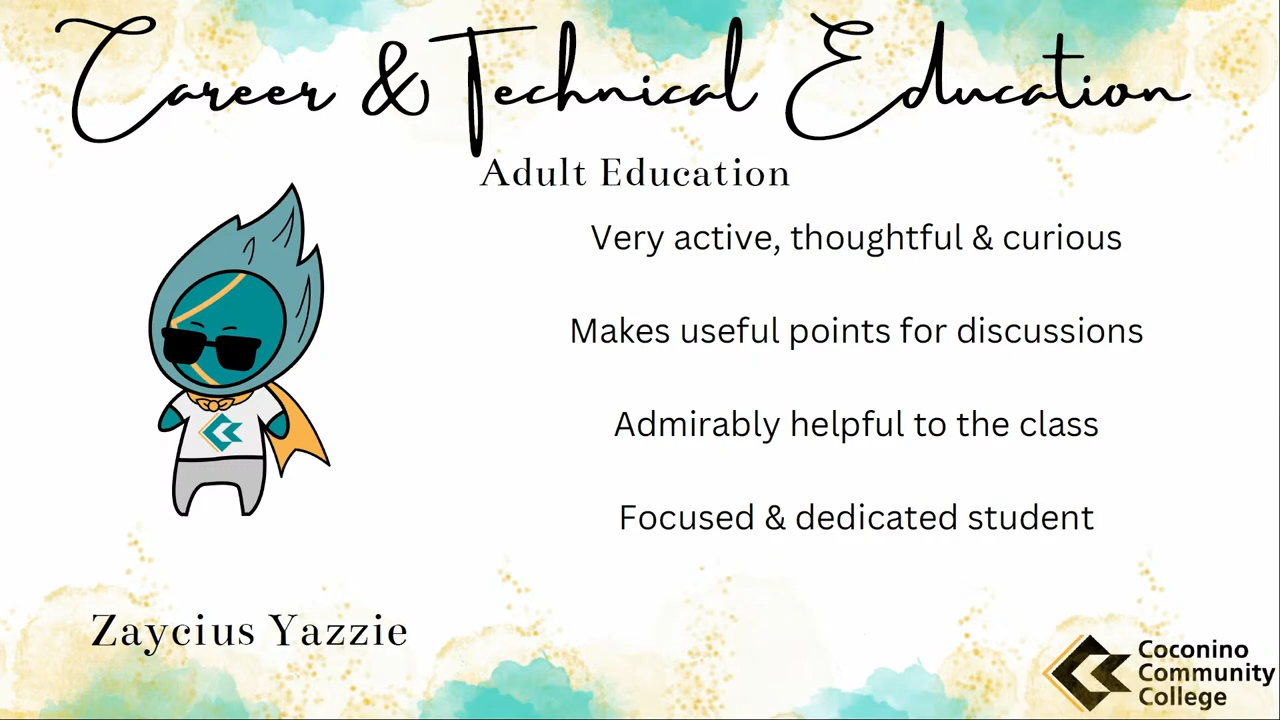 Career & Technical Education
Adult Education
Very active, thoughtful & curious
Makes useful points for discussions
Admirably helpful to the class
Focused & dedicated student
Zaycius Yazzie
Coconino
Community
College